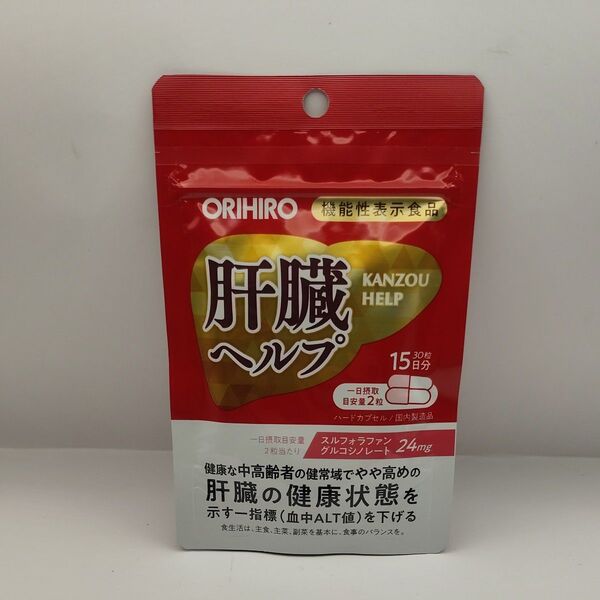 ORIHIRO
機能性表示食品
肝臓
ヘルプ
KANZOU
HELP
30粒
15日分
一日摂取
目安量2粒
ハードカプセル / 国内製造品
一日摂取目安量
2粒当たり
スルフォラファン
グルコシノレート
24mg
健康な中高齢者の健常域でやや高めの
肝臓の健康状態を
示す一指標(血中ALT値)を下げる
食生活は、主食、主菜、副菜を基本に、食事のバランスを。